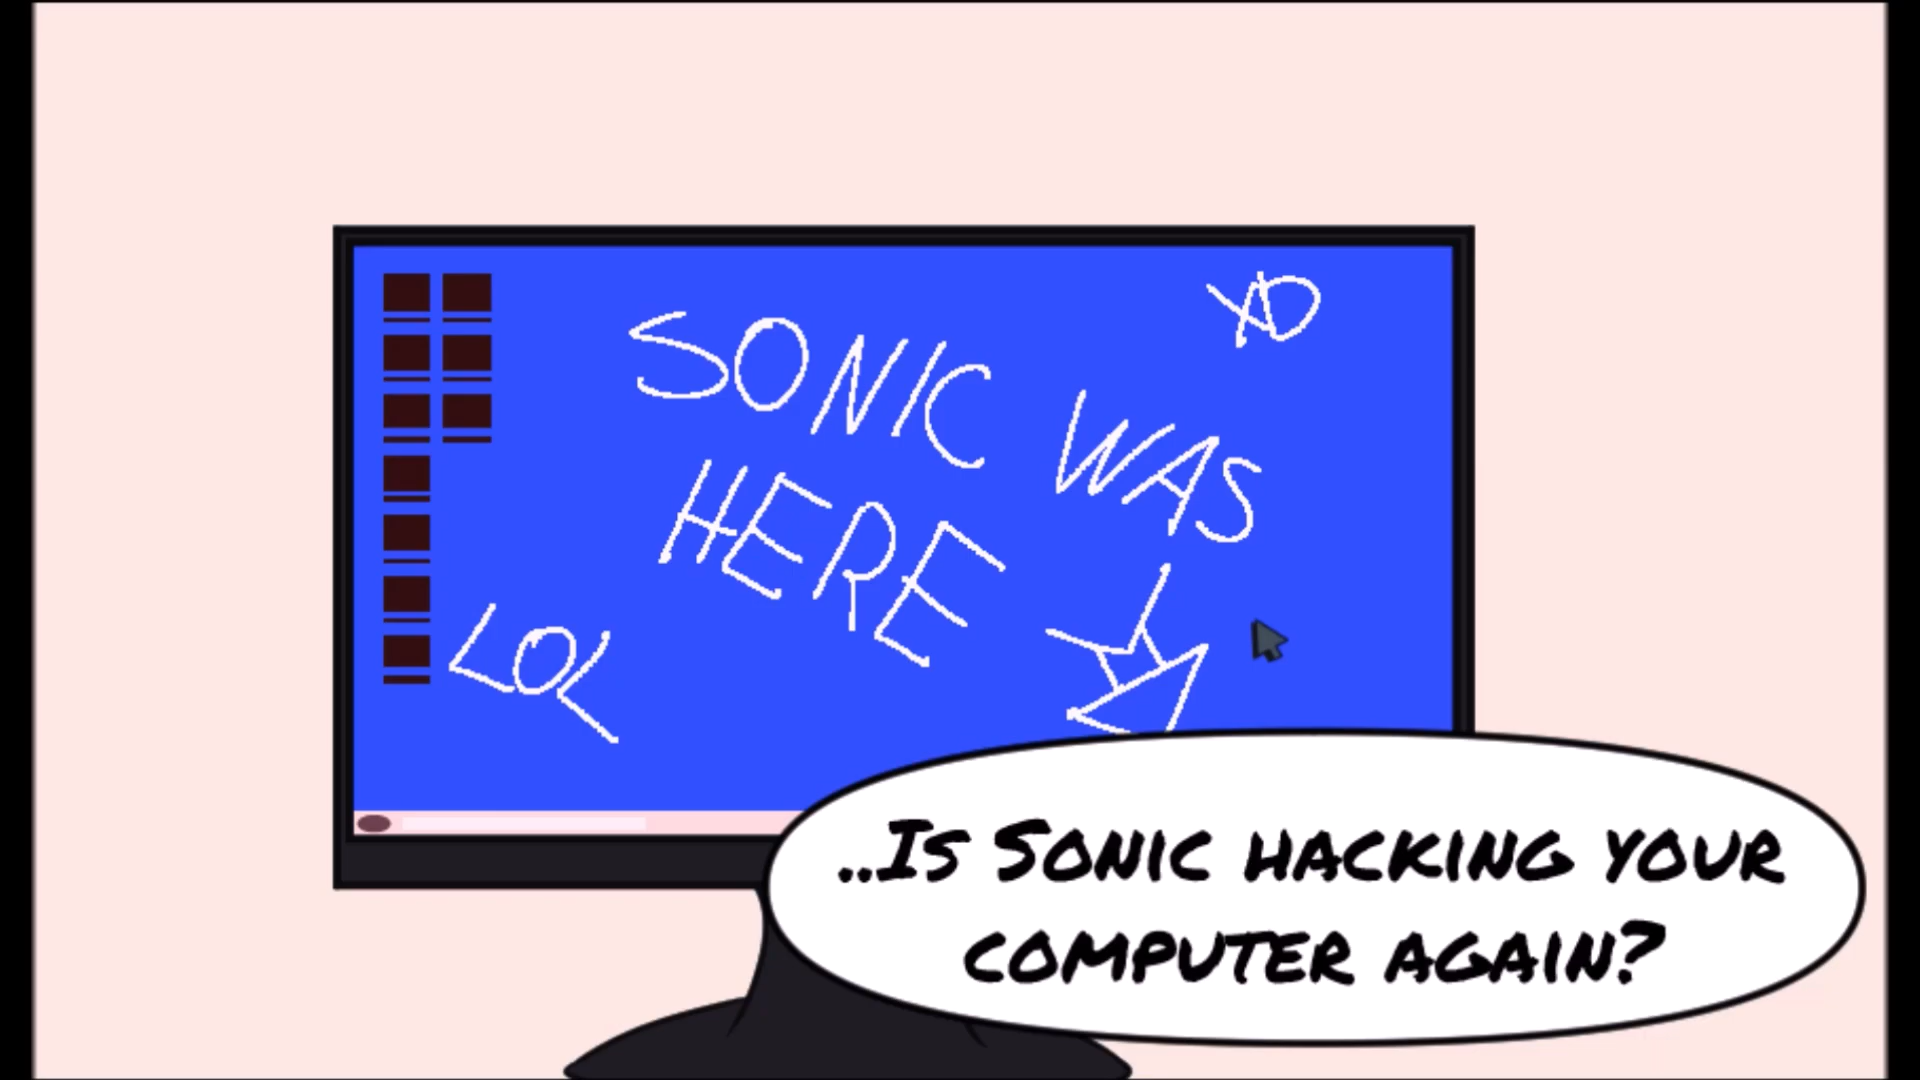 XD
SONIC WAS
HERE
LOL
..IS SONIC HACKING YOUR
COMPUTER AGAIN?